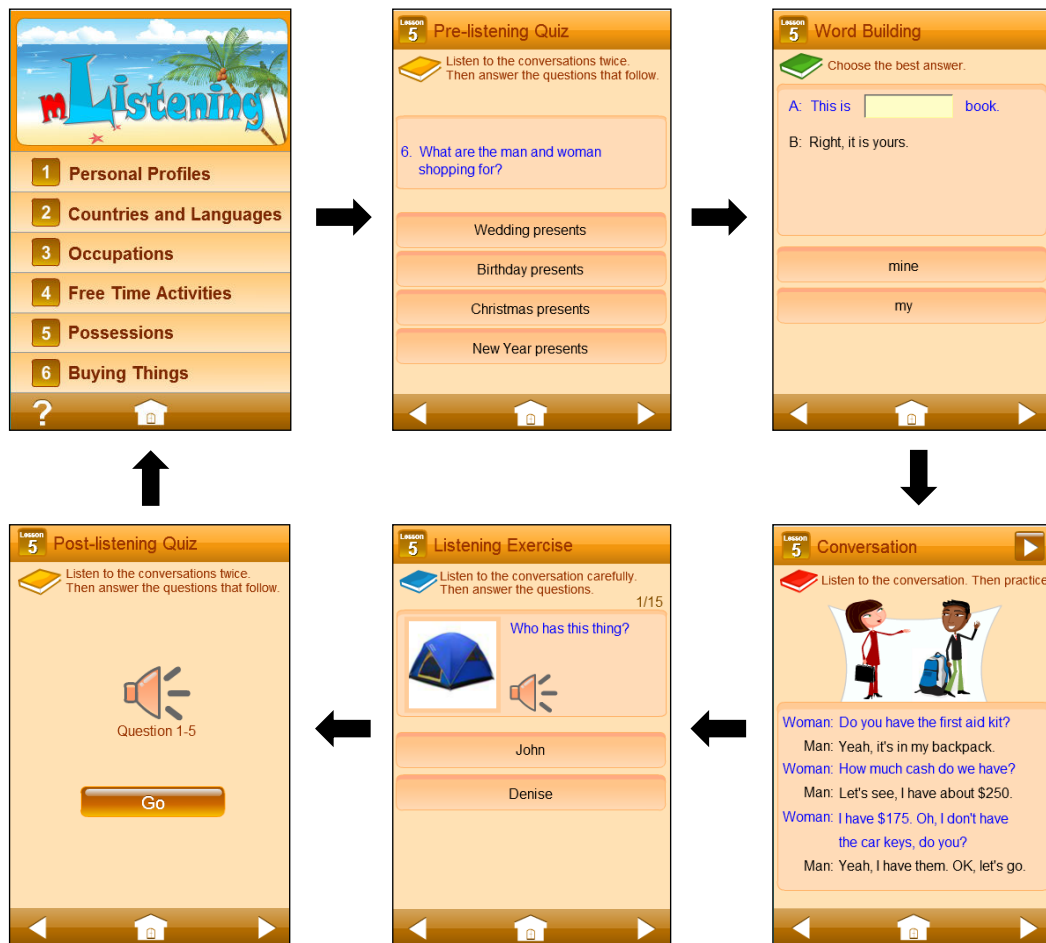 mListening
1 Personal Profiles
2 Countries and Languages
3 Occupations
4 Free Time Activities
5 Possessions
6 Buying Things
?
Lesson
5 Pre-listening Quiz
Listen to the conversations twice.
Then answer the questions that follow.
6. What are the man and woman
shopping for?
Wedding presents
Birthday presents
Christmas presents
New Year presents
Lesson
5 Word Building
Choose the best answer.
A: This is book.
B: Right, it is yours.
mine
my
Lesson
5 Conversation
Listen to the conversation. Then practice
Woman: Do you have the first aid kit?
Man: Yeah, it's in my backpack.
Woman: How much cash do we have?
Man: Let's see, I have about $250.
Woman: I have $175. Oh, I don't have
the car keys, do you?
Man: Yeah, I have them. OK, let's go.
Lesson
5 Listening Exercise
Listen to the conversation carefully.
Then answer the questions.
1/15
Who has this thing?
John
Denise
Lesson
5 Post-listening Quiz
Listen to the conversations twice.
Then answer the questions that follow.
Question 1-5
Go